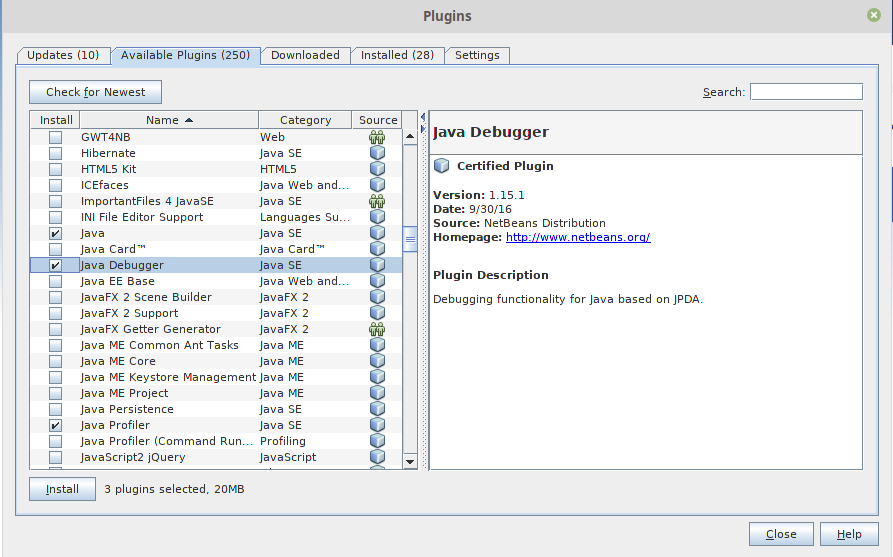 Plugins
Updates (10) Available Plugins (250) Downloaded Installed (28) Settings
Check for Newest Search:
Install Name Category Source
GWT4NB Web
Hibernate Java SE
HTML5 Kit HTML5
ICEfaces Java Web and...
ImportantFiles 4 JavaSE Java SE
INI File Editor Support Languages Su...
Java Java SE
Java Card™ Java Card™
Java Debugger Java SE
Java EE Base Java Web and...
JavaFX 2 Scene Builder JavaFX 2
JavaFX 2 Support JavaFX 2
JavaFX Getter Generator JavaFX 2
Java ME Common Ant Tasks Java ME
Java ME Core Java ME
Java ME Keystore Management Java ME
Java ME Project Java ME
Java Persistence Java SE
Java Profiler Java SE
Java Profiler (Command Run... Profiling
JavaScript2 jQuery JavaScript
Java Debugger
Certified Plugin
Version: 1.15.1
Date: 9/30/16
Source: NetBeans Distribution
Homepage: http://www.netbeans.org/
Plugin Description
Debugging functionality for Java based on JPDA.
Install 3 plugins selected, 20MB
Close Help